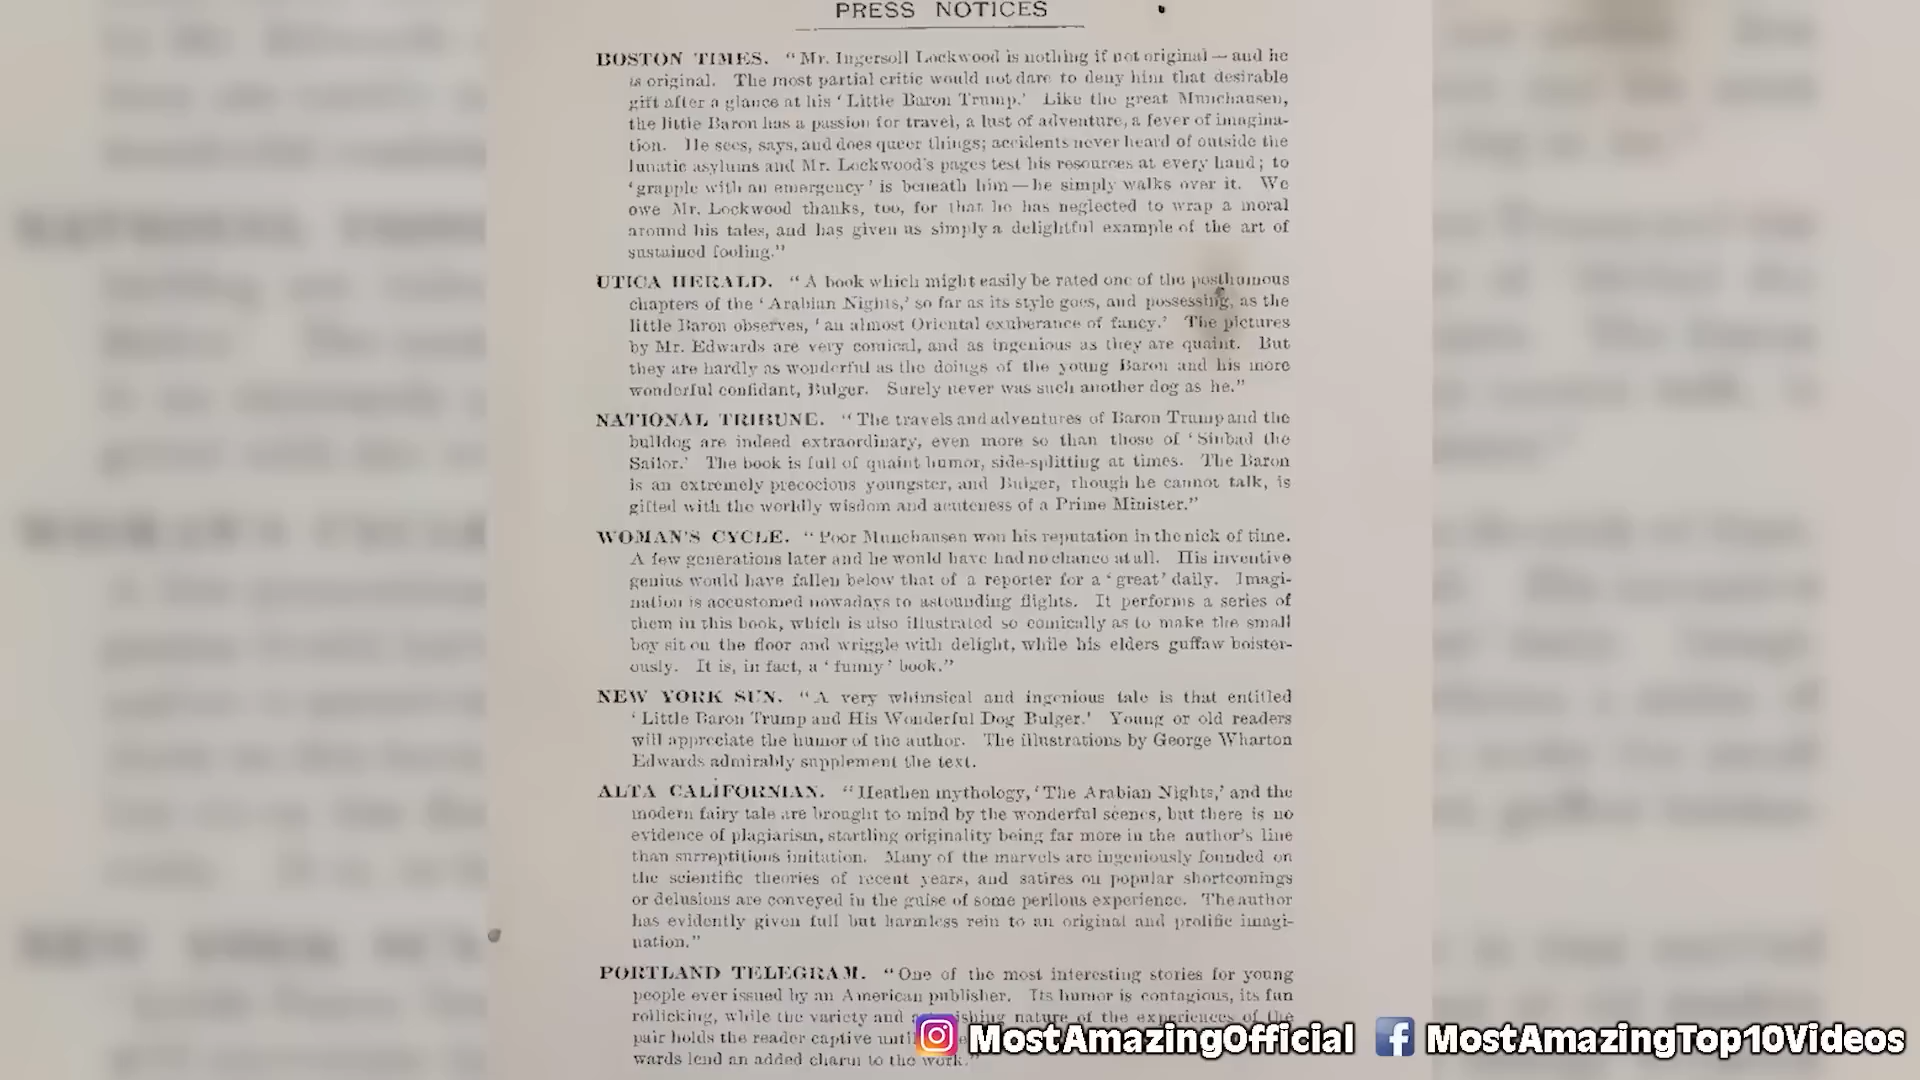 PRESS NOTICES
BOSTON TIMES. "Mr. Ingersoll Lockwood is nothing if not original — and he
is original. The most partial critic would not dare to deny him that desirable
gift after a glance at his 'Little Baron Trump.' Like the great Munchausen,
the little Baron has a passion for travel, a lust of adventure, a fever of imagina-
tion. He sees, says, and does queer things; accidents never heard of outside the
lunatic asylums and Mr. Lockwood's pages test his resources at every hand; to
'grapple with an emergency' is beneath him — he simply walks over it. We
owe Mr. Lockwood thanks, too, for that he has neglected to wrap a moral
around his tales, and has given us simply a delightful example of the art of
sustained fooling."
UTICA HERALD. "A book which might easily be rated one of the posthumous
chapters of the 'Arabian Nights,' so far as its style goes, and possessing, as the
little Baron observes, 'an almost Oriental exuberance of fancy.' The pictures
by Mr. Edwards are very comical, and as ingenious as they are quaint. But
they are hardly as wonderful as the doings of the young Baron and his more
wonderful confidant, Bulger. Surely never was such another dog as he."
NATIONAL TRIBUNE. "The travels and adventures of Baron Trump and the
bulldog are indeed extraordinary, even more so than those of 'Sinbad the
Sailor.' The book is full of quaint humor, side-splitting at times. The Baron
is an extremely precocious youngster, and Bulger, though he cannot talk, is
gifted with the worldly wisdom and acuteness of a Prime Minister."
WOMAN'S CYCLE. "Poor Munchausen won his reputation in the nick of time.
A few generations later and he would have had no chance at all. His inventive
genius would have fallen below that of a reporter for a 'great' daily. Imagi-
nation is accustomed nowadays to astounding flights. It performs a series of
them in this book, which is also illustrated so comically as to make the small
boy sit on the floor and wriggle with delight, while his elders guffaw boister-
ously. It is, in fact, a 'funny' book."
NEW YORK SUN. "A very whimsical and ingenious tale is that entitled
'Little Baron Trump and His Wonderful Dog Bulger.' Young or old readers
will appreciate the humor of the author. The illustrations by George Wharton
Edwards admirably supplement the text.
ALTA CALIFORNIAN. "Heathen mythology, 'The Arabian Nights,' and the
modern fairy tale are brought to mind by the wonderful scenes, but there is no
evidence of plagiarism, startling originality being far more in the author's line
than surreptitious imitation. Many of the marvels are ingeniously founded on
the scientific theories of recent years, and satires on popular shortcomings
or delusions are conveyed in the guise of some perilous experience. The author
has evidently given full but harmless rein to an original and prolific imagi-
nation."
PORTLAND TELEGRAM. "One of the most interesting stories for young
people ever issued by an American publisher. Its humor is contagious, its fun
rollicking, while the variety and nature of the experiences of the
pair holds the reader captive
wards lend an added charm to the work."
MostAmazingOfficial MostAmazingTop10Videos